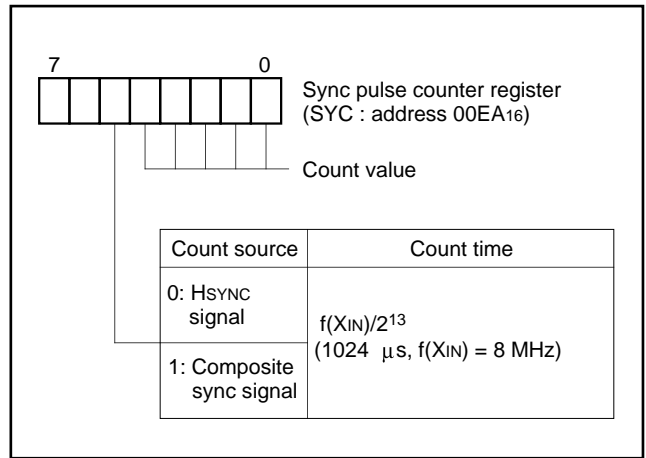 7 0
Sync pulse counter register
(SYC : address 00EA16)
Count value
Count source Count time
0: HSYNC
signal
f(XIN)/213
(1024 μs, f(XIN) = 8 MHz)
1: Composite
sync signal